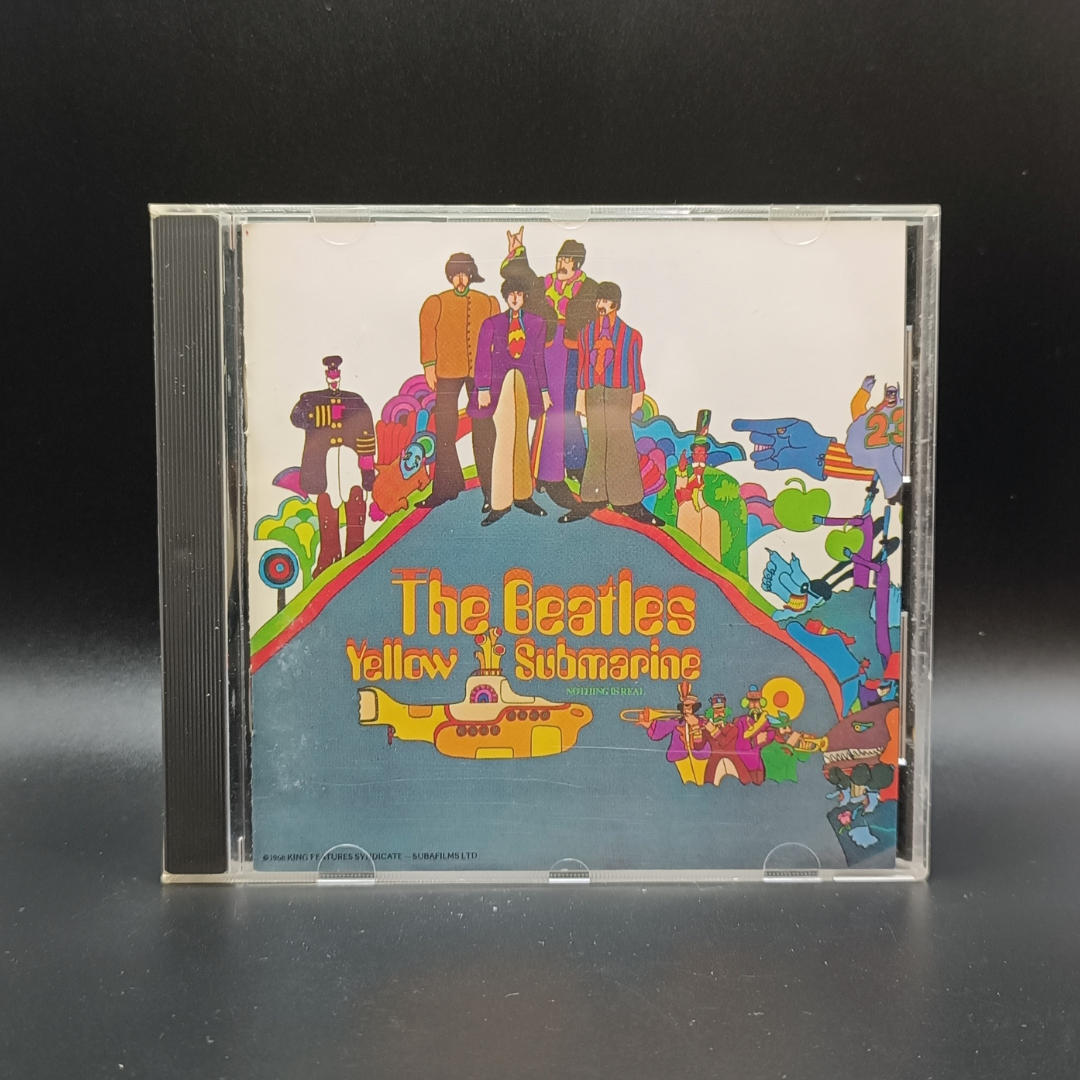 23
The Beatles
Yellow Submarine
NOTHING IS REAL
©1968 KING FEATURES SYNDICATE — SUBAFILMS LTD